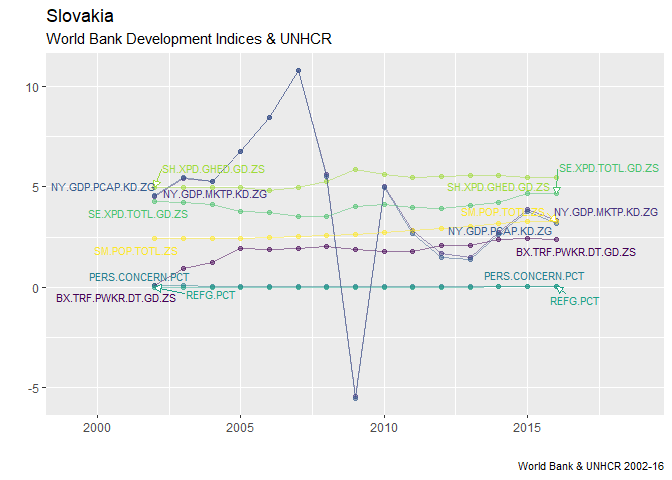 Slovakia
World Bank Development Indices & UNHCR
10
SH.XPD.GHED.GD.ZS
SE.XPD.TOTL.GD.ZS
5
NY.GDP.PCAP.KD.ZG
NY.GDP.MKTP.KD.ZG
SH.XPD.GHED.GD.ZS
SE.XPD.TOTL.GD.ZS
SM.POP.TOTL.ZS
NY.GDP.MKTP.KD.ZG
NY.GDP.PCAP.KD.ZG
SM.POP.TOTL.ZS
BX.TRF.PWKR.DT.GD.ZS
PERS.CONCERN.PCT
PERS.CONCERN.PCT
0
BX.TRF.PWKR.DT.GD.ZS
REFG.PCT
REFG.PCT
-5
2000
2005
2010
2015
World Bank & UNHCR 2002-16